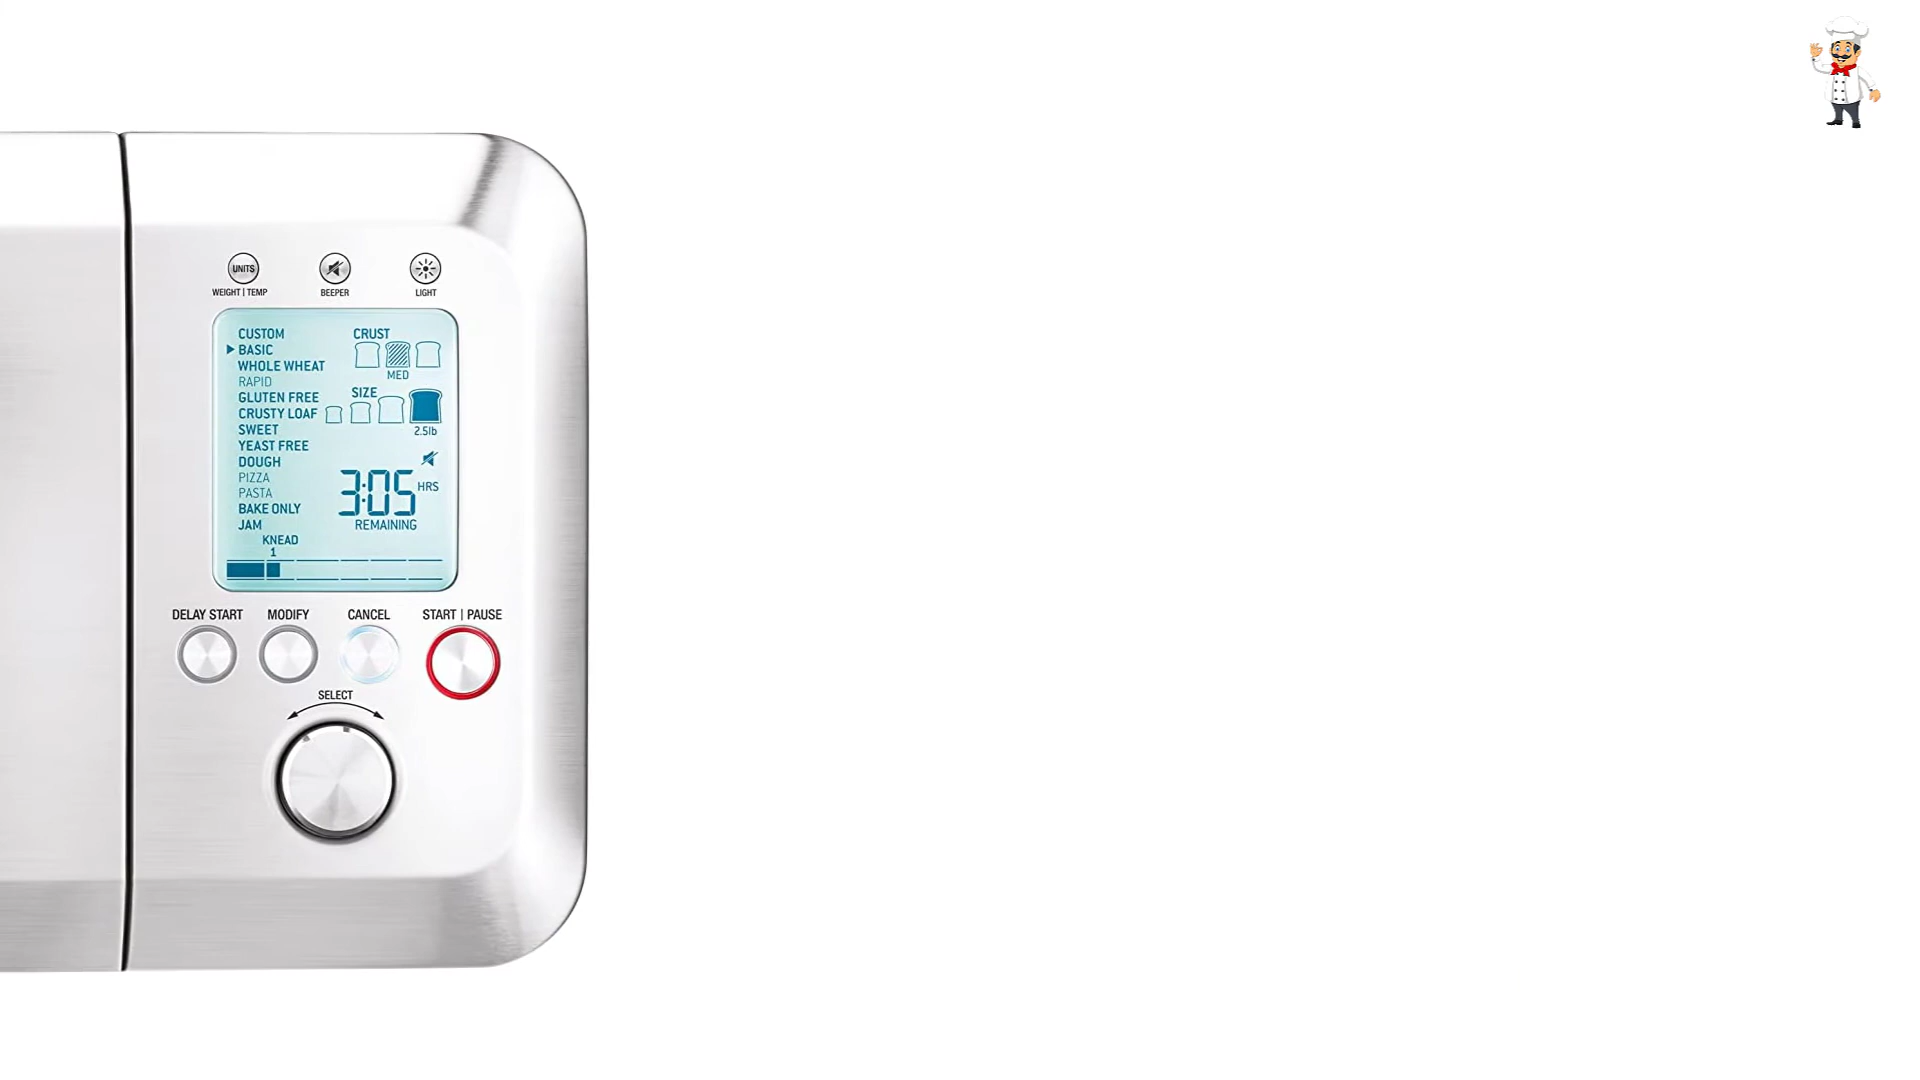 UNITS
WEIGHT | TEMP
BEEPER
LIGHT
CUSTOM
BASIC
WHOLE WHEAT
RAPID
GLUTEN FREE
CRUSTY LOAF
SWEET
YEAST FREE
DOUGH
PIZZA
PASTA
BAKE ONLY
JAM
CRUST
MED
SIZE
2.5lb
3:05 HRS
REMAINING
KNEAD
1
DELAY START
MODIFY
CANCEL
START | PAUSE
SELECT